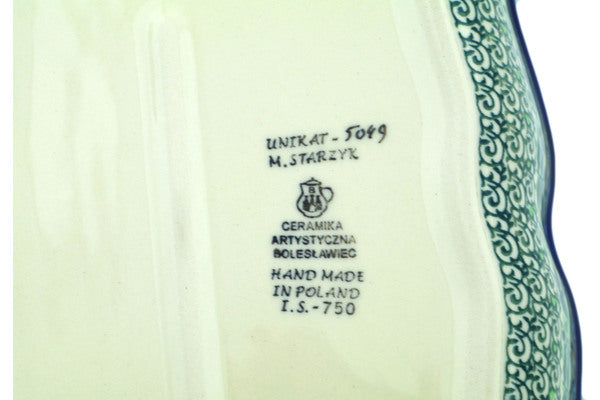 UNIKAT - 5049
M. STARZYK
B
CERAMIKA
ARTYSTYCZNA
BOLESŁAWIEC
HAND MADE
IN POLAND
I.S.-750